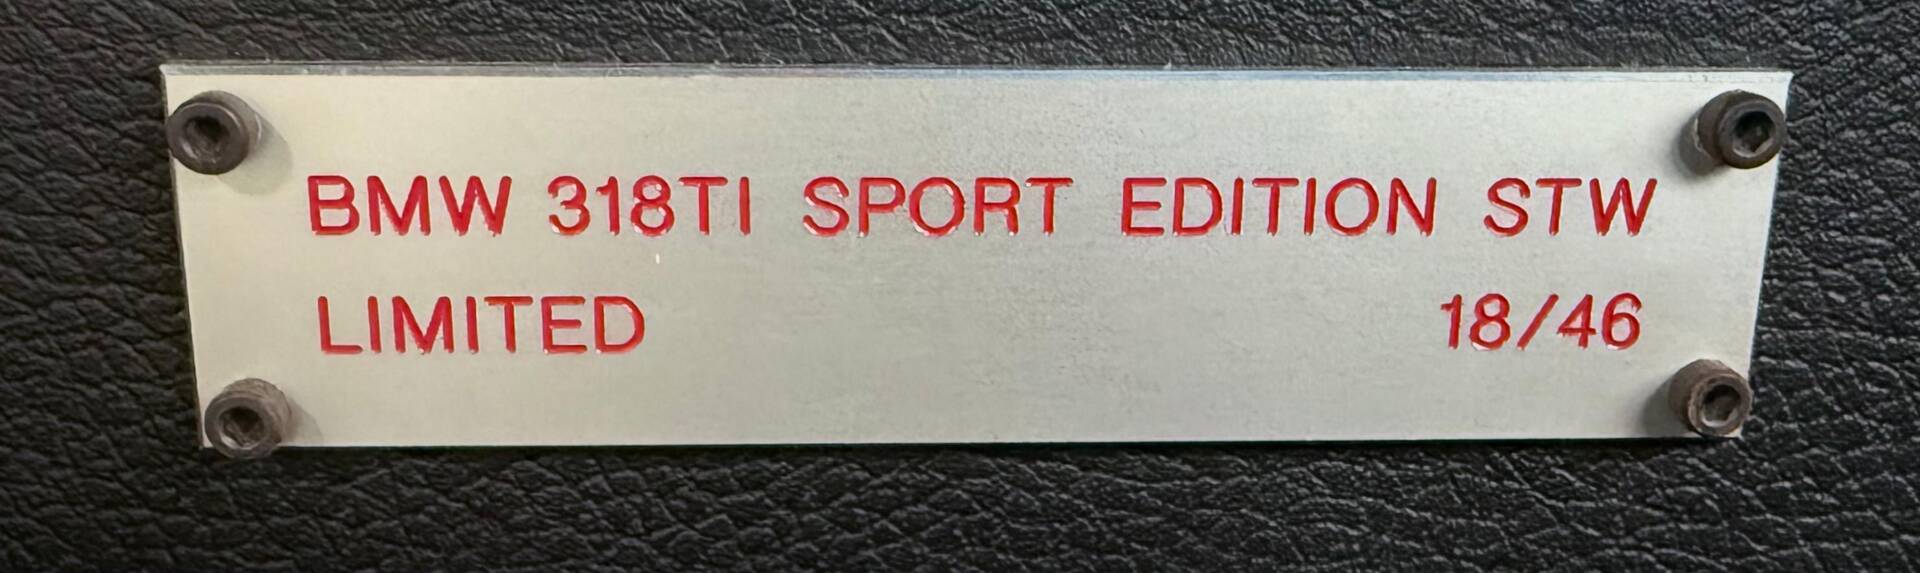 BMW 318TI SPORT EDITION STW
LIMITED 18/46